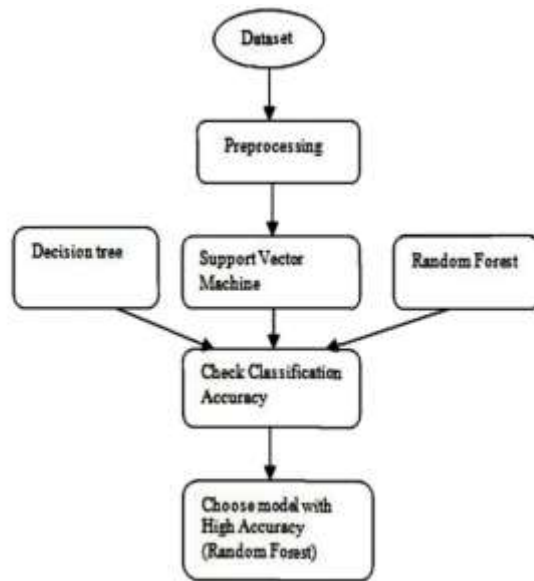 Dataset
Preprocessing
Decision tree
Support Vector
Machine
Random Forest
Check Classification
Accuracy
Choose model with
High Accuracy
(Random Forest)